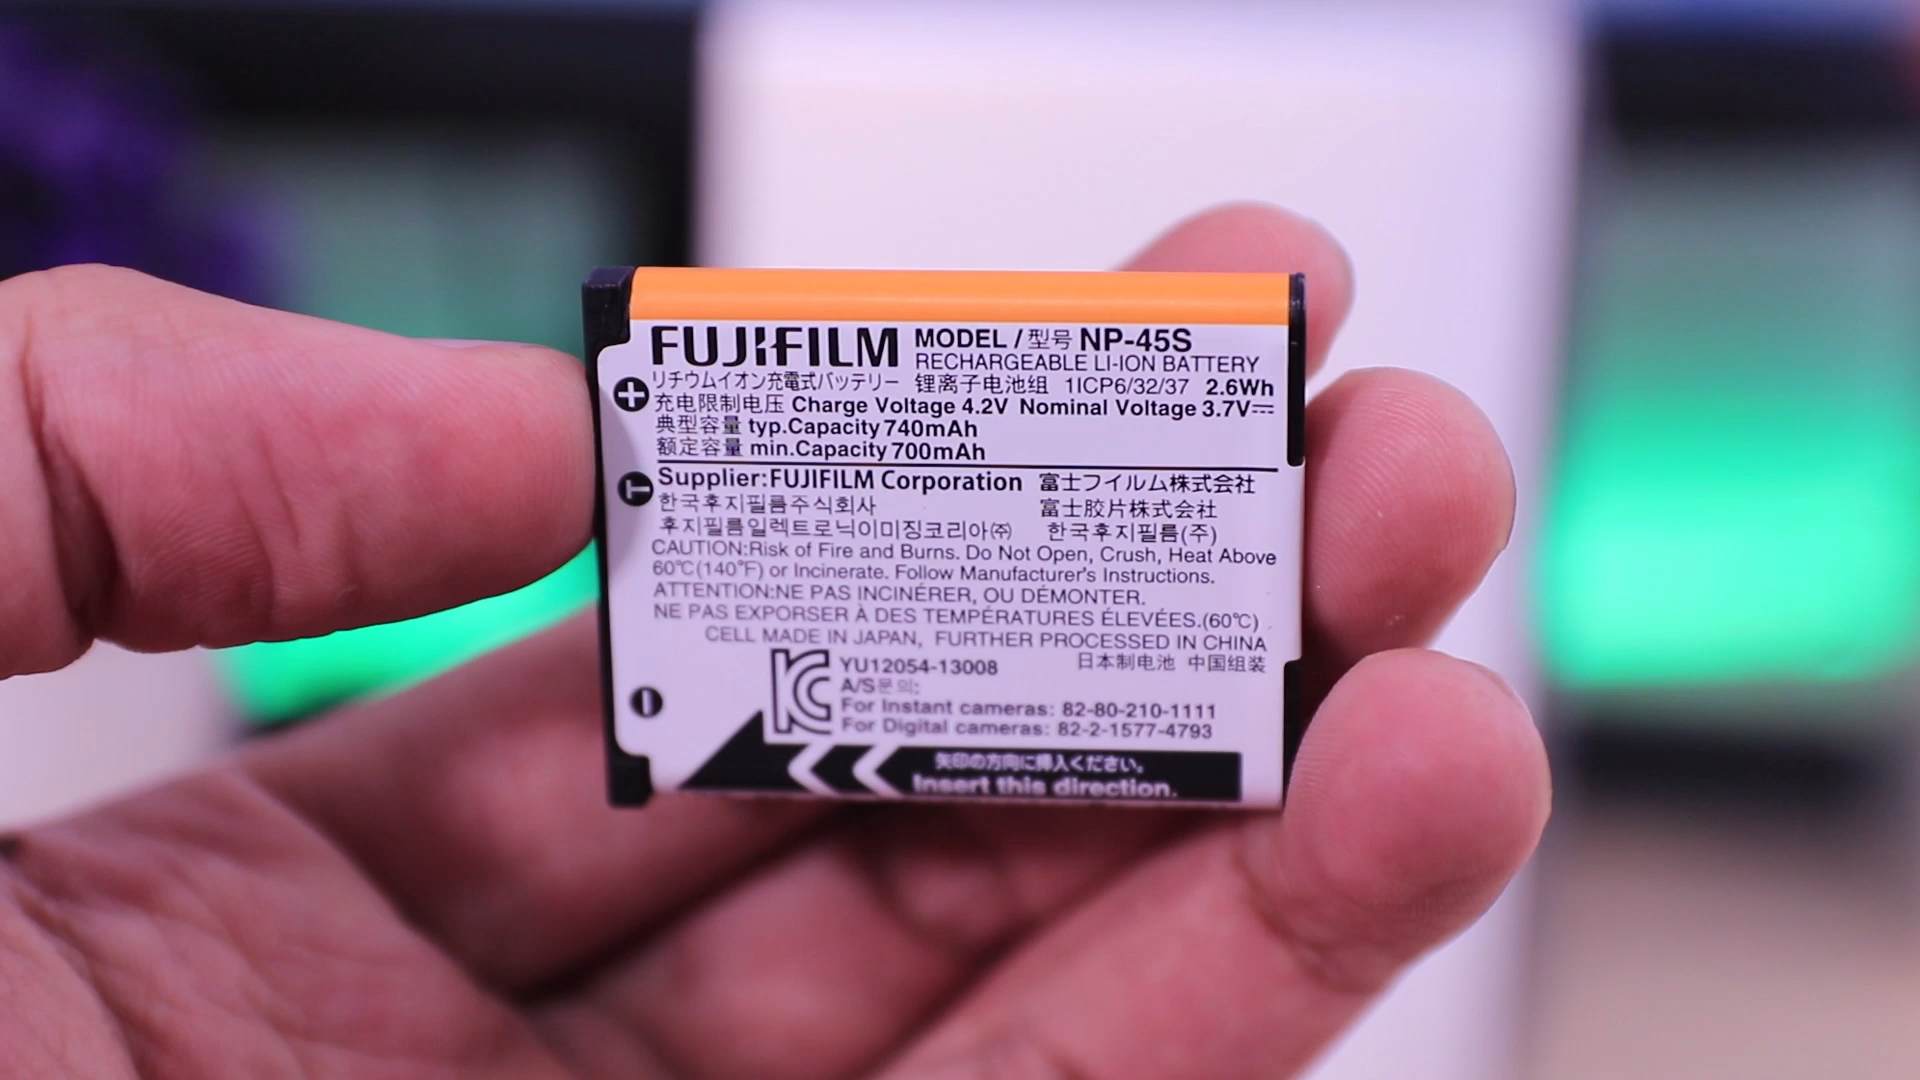 FUJIFILM MODEL / 型号 NP-45S
RECHARGEABLE LI-ION BATTERY
リチウムイオン充電式バッテリー 锂离子电池组 1ICP6/32/37 2.6Wh
充电限制电压 Charge Voltage 4.2V Nominal Voltage 3.7V⎓
典型容量 typ.Capacity 740mAh
额定容量 min.Capacity 700mAh
Supplier:FUJIFILM Corporation 富士フイルム株式会社
한국후지필름주식회사 富士胶片株式会社
후지필름일렉트로닉이미징코리아㈜ 한국후지필름(주)
CAUTION:Risk of Fire and Burns. Do Not Open, Crush, Heat Above
60℃(140℉) or Incinerate. Follow Manufacturer's Instructions.
ATTENTION:NE PAS INCINÉRER, OU DÉMONTER.
NE PAS EXPORSER À DES TEMPÉRATURES ÉLEVÉES.(60℃)
CELL MADE IN JAPAN, FURTHER PROCESSED IN CHINA
YU12054-13008 日本制电池 中国组装
A/S문의:
For Instant cameras: 82-80-210-1111
For Digital cameras: 82-2-1577-4793
矢印の方向に挿入ください。
Insert this direction.
+
T
−